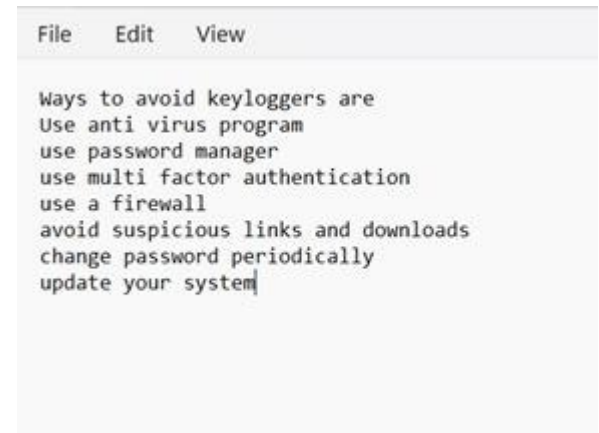 File Edit View
Ways to avoid keyloggers are
Use anti virus program
use password manager
use multi factor authentication
use a firewall
avoid suspicious links and downloads
change password periodically
update your system